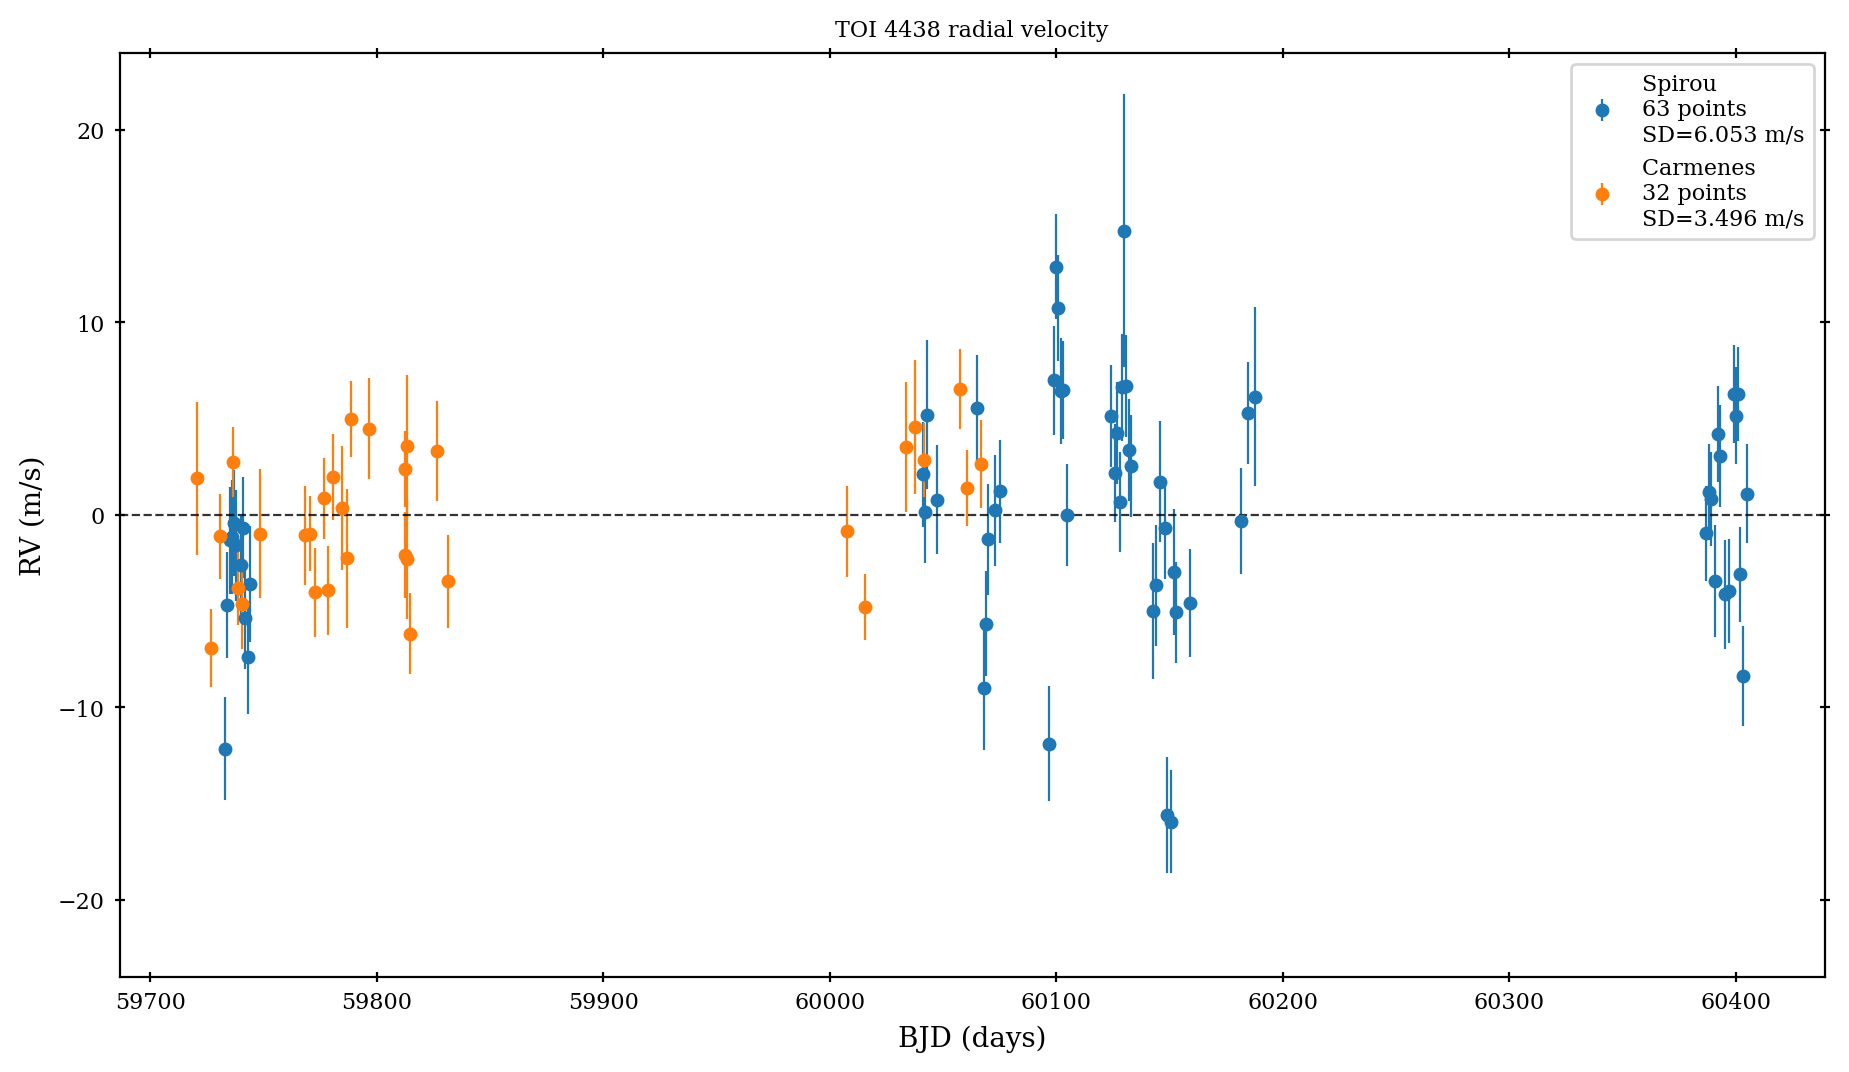 TOI 4438 radial velocity
Spirou
63 points
SD=6.053 m/s
Carmenes
32 points
SD=3.496 m/s
20
10
0
−10
−20
RV (m/s)
59700 59800 59900 60000 60100 60200 60300 60400
BJD (days)